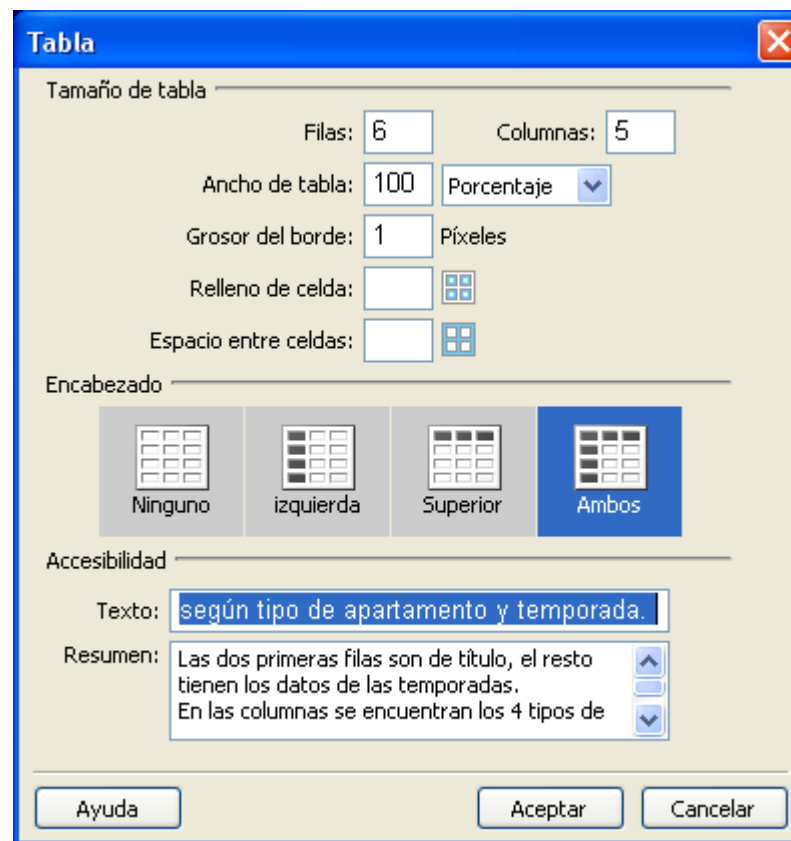 Tabla
Tamaño de tabla
Filas: 6 Columnas: 5
Ancho de tabla: 100 Porcentaje
Grosor del borde: 1 Píxeles
Relleno de celda:
Espacio entre celdas:
Encabezado
Ninguno izquierda Superior Ambos
Accesibilidad
Texto: según tipo de apartamento y temporada.
Resumen: Las dos primeras filas son de título, el resto
tienen los datos de las temporadas.
En las columnas se encuentran los 4 tipos de
Ayuda Aceptar Cancelar